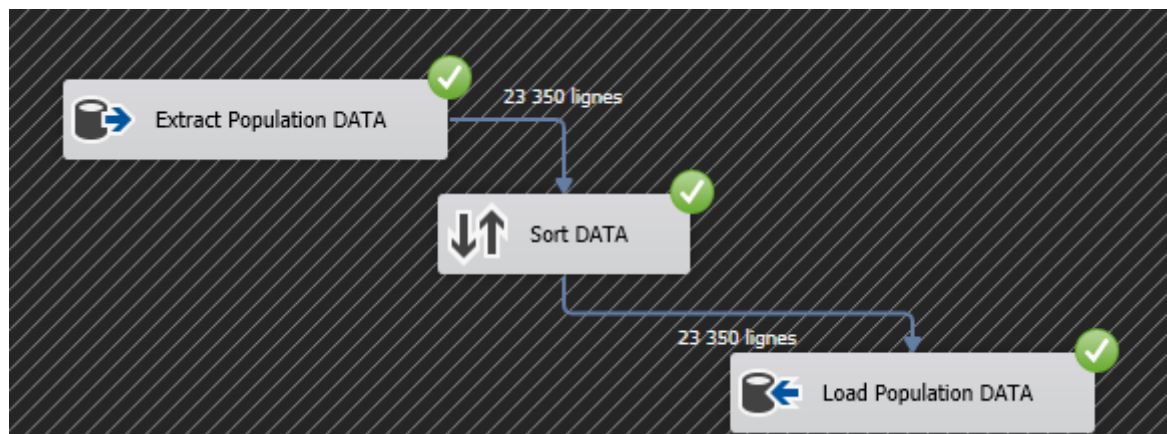 Extract Population DATA
23 350 lignes
Sort DATA
23 350 lignes
Load Population DATA